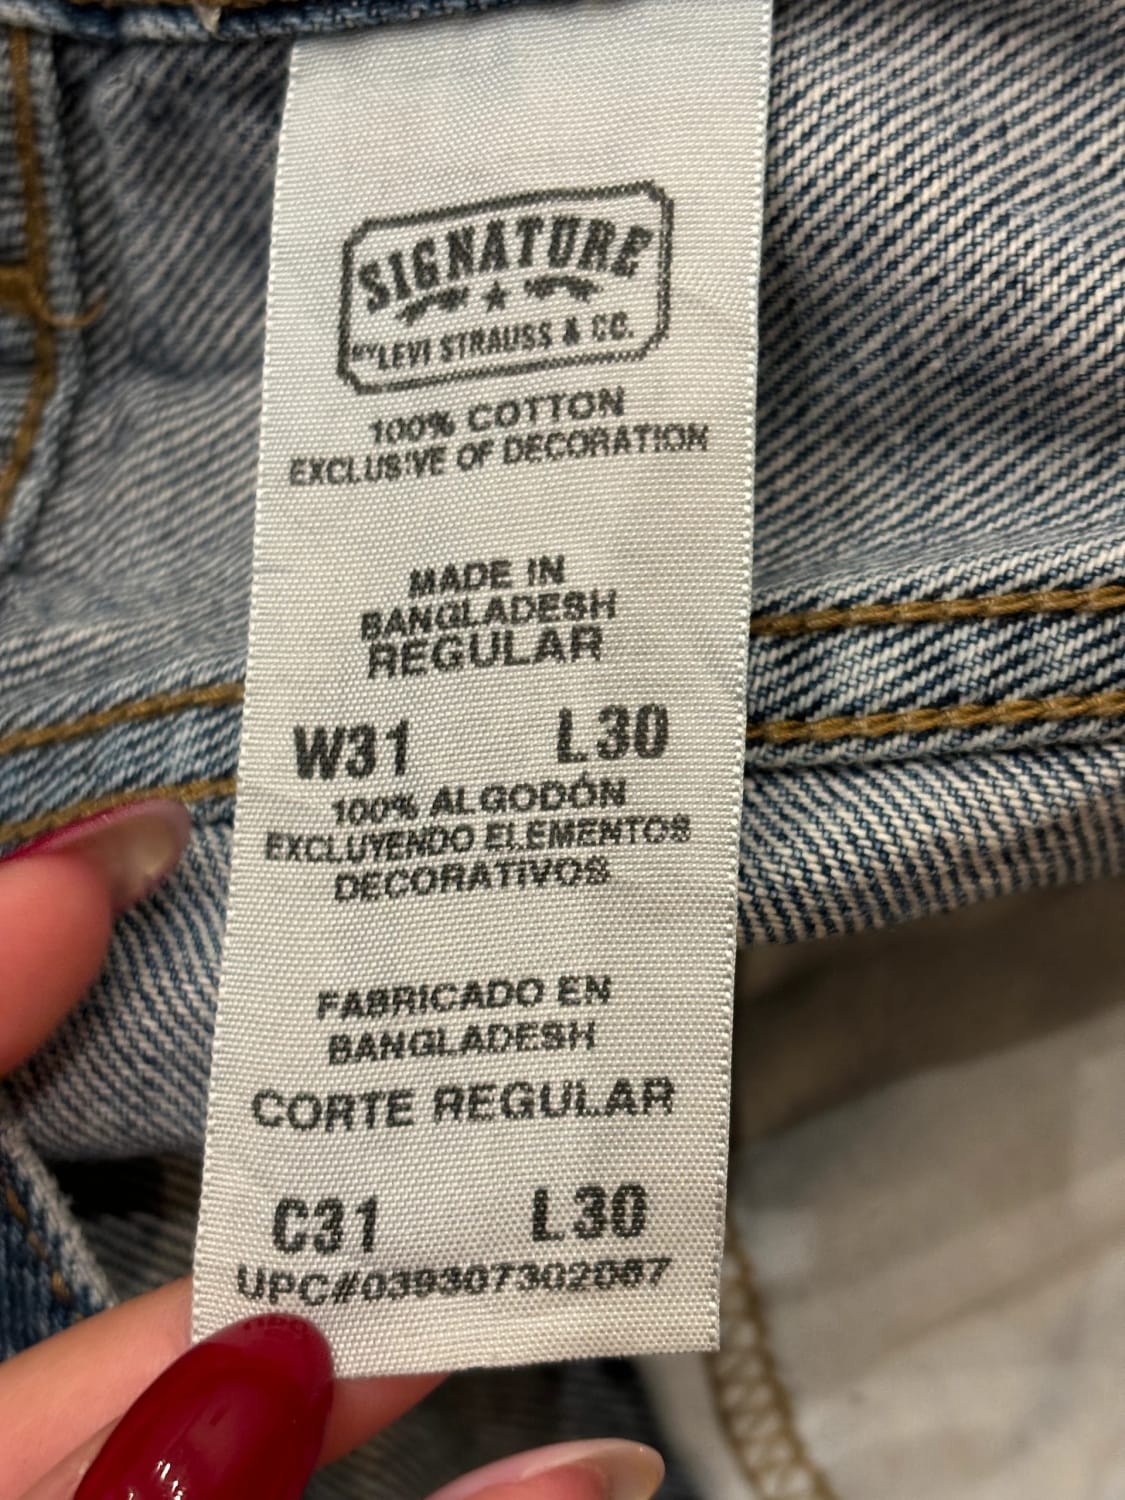 SIGNATURE
BY LEVI STRAUSS & CO.
100% COTTON
EXCLUSIVE OF DECORATION
MADE IN
BANGLADESH
REGULAR
W31 L30
100% ALGODÓN
EXCLUYENDO ELEMENTOS
DECORATIVOS
FABRICADO EN
BANGLADESH
CORTE REGULAR
C31 L30
UPC#039307302087